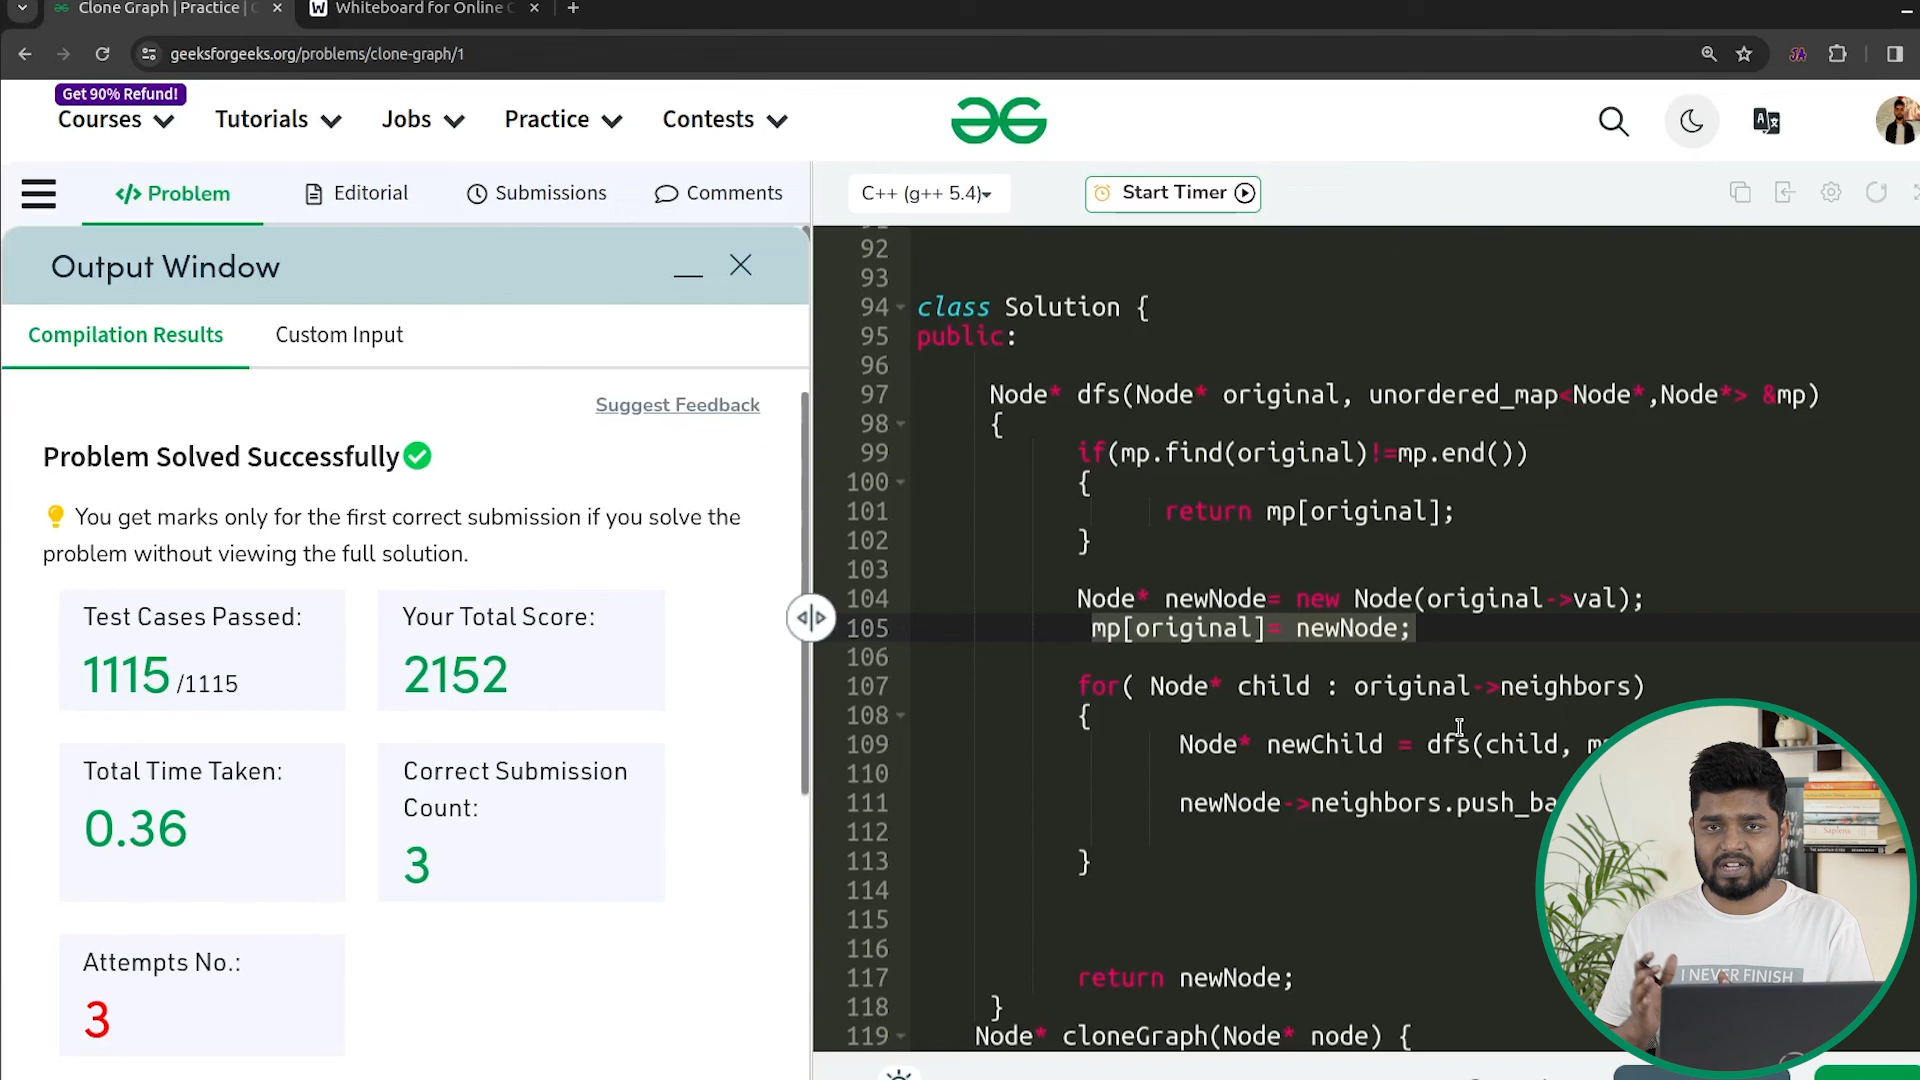 Clone Graph | Practice |
Whiteboard for Online
geeksforgeeks.org/problems/clone-graph/1
Get 90% Refund!
Courses
Tutorials
Jobs
Practice
Contests
Problem
Editorial
Submissions
Comments
C++ (g++ 5.4)
Start Timer
Output Window
Compilation Results
Custom Input
Suggest Feedback
Problem Solved Successfully
You get marks only for the first correct submission if you solve the
problem without viewing the full solution.
Test Cases Passed:
1115 /1115
Your Total Score:
2152
Total Time Taken:
0.36
Correct Submission
Count:
3
Attempts No.:
3
92
93
94 class Solution {
95 public:
96
97 Node* dfs(Node* original, unordered_map<Node*,Node*> &mp)
98 {
99 if(mp.find(original)!=mp.end())
100 {
101 return mp[original];
102 }
103
104 Node* newNode= new Node(original->val);
105 mp[original]= newNode;
106
107 for( Node* child : original->neighbors)
108 {
109 Node* newChild = dfs(child,
110
111 newNode->neighbors.push_ba
112
113 }
114
115
116
117 return newNode;
118 }
119 Node* cloneGraph(Node* node) {
I NEVER FINISH